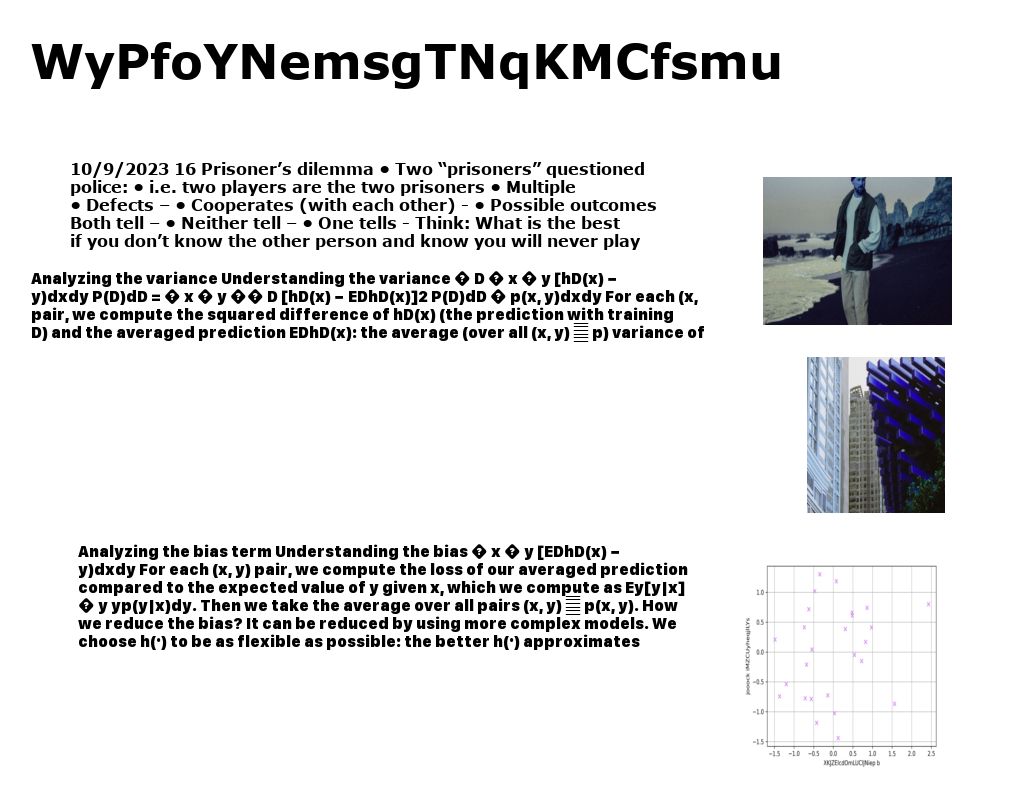 WyPfoYNemsgTNqKMCfsmu
10/9/2023 16 Prisoner’s dilemma • Two “prisoners” questioned
police: • i.e. two players are the two prisoners • Multiple
• Defects – • Cooperates (with each other) - • Possible outcomes
Both tell – • Neither tell – • One tells - Think: What is the best
if you don’t know the other person and know you will never play
Analyzing the variance Understanding the variance � D � x � y [hD(x) –
y)dxdy P(D)dD = � x � y �� D [hD(x) – EDhD(x)]2 P(D)dD � p(x, y)dxdy For each (x,
pair, we compute the squared difference of hD(x) (the prediction with training
D) and the averaged prediction EDhD(x): the average (over all (x, y) p) variance of
Analyzing the bias term Understanding the bias � x � y [EDhD(x) –
y)dxdy For each (x, y) pair, we compute the loss of our averaged prediction
compared to the expected value of y given x, which we compute as Ey[y|x]
� y yp(y|x)dy. Then we take the average over all pairs (x, y) p(x, y). How
we reduce the bias? It can be reduced by using more complex models. We
choose h(·) to be as flexible as possible: the better h(·) approximates
1.0
0.5
0.0
−0.5
−1.0
−1.5
−1.5 −1.0 −0.5 0.0 0.5 1.0 1.5 2.0 2.5